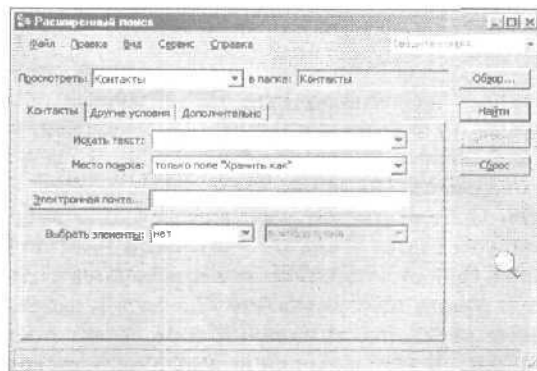 Расширенный поиск
Файл Правка Вид Сервис Справка
Просмотреть: Контакты в папке: Контакты Обзор...
Контакты Другие условия Дополнительно Найти
Искать текст:
Место поиска: только поле "Хранить как" Сброс
Электронная почта...
Выбрать элементы: нет